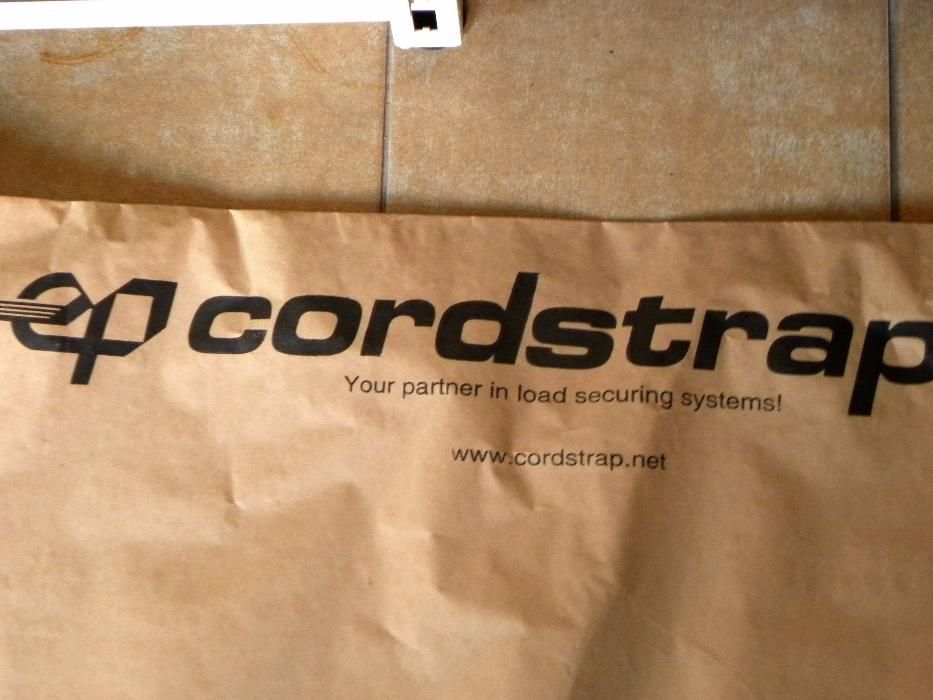 cordstrap
Your partner in load securing systems!
www.cordstrap.net